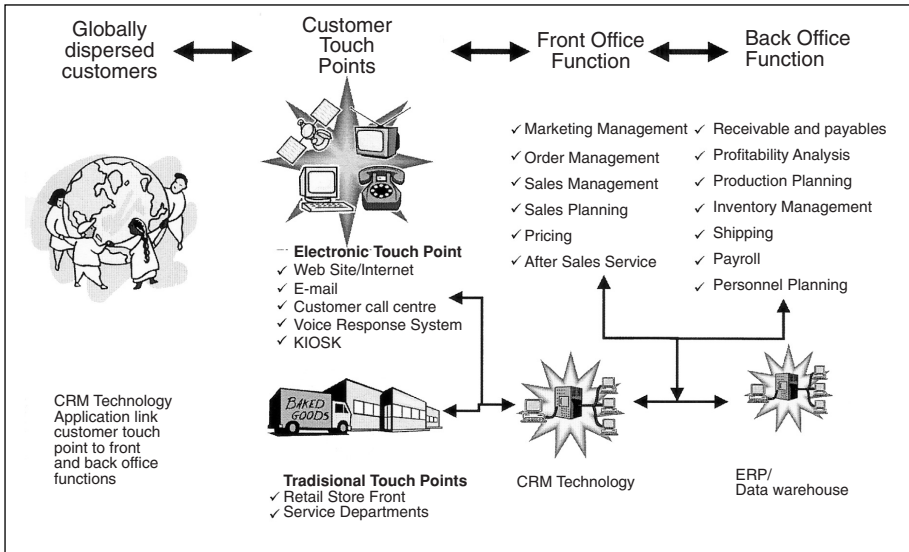 Globally
dispersed
customers
Customer
Touch
Points
Front Office
Function
Back Office
Function
✓ Marketing Management
✓ Order Management
✓ Sales Management
✓ Sales Planning
✓ Pricing
✓ After Sales Service
✓ Receivable and payables
✓ Profitability Analysis
✓ Production Planning
✓ Inventory Management
✓ Shipping
✓ Payroll
✓ Personnel Planning
Electronic Touch Point
✓ Web Site/Internet
✓ E-mail
✓ Customer call centre
✓ Voice Response System
✓ KIOSK
BAKED
GOODS
CRM Technology
Application link
customer touch
point to front
and back office
functions
Tradisional Touch Points
✓ Retail Store Front
✓ Service Departments
CRM Technology
ERP/
Data warehouse